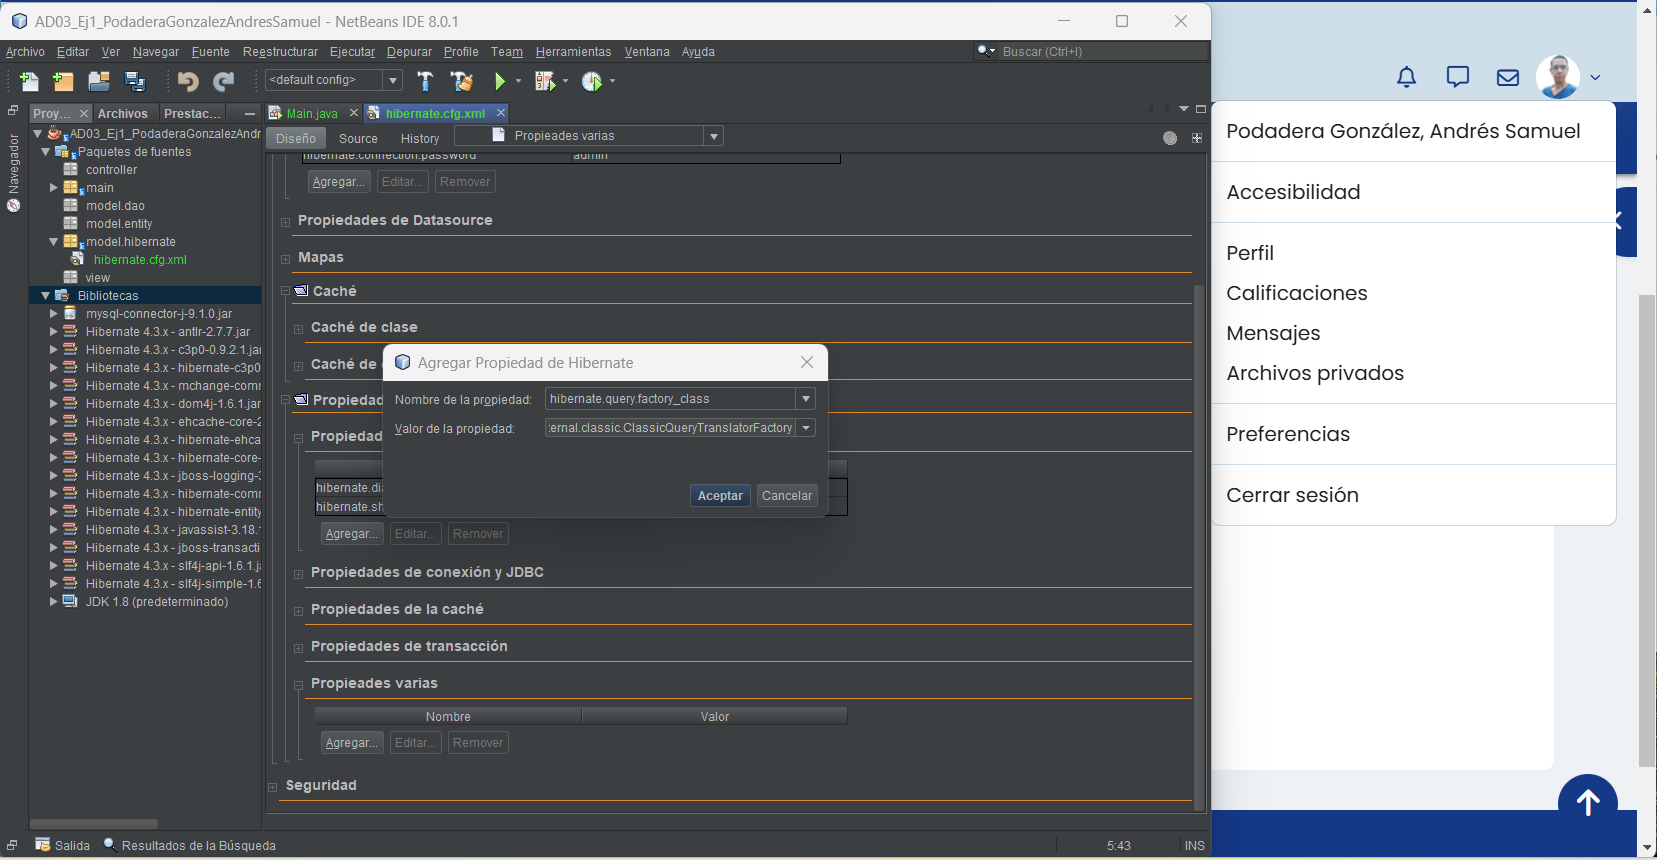 AD03_Ej1_PodaderaGonzalezAndresSamuel - NetBeans IDE 8.0.1
Archivo Editar Ver Navegar Fuente Reestructurar Ejecutar Depurar Profile Team Herramientas Ventana Ayuda
Buscar (Ctrl+I)
<default config>
Proy... Archivos Prestac...
Navegador
AD03_Ej1_PodaderaGonzalezAndr
Paquetes de fuentes
controller
main
model.dao
model.entity
model.hibernate
hibernate.cfg.xml
view
Bibliotecas
mysql-connector-j-9.1.0.jar
Hibernate 4.3.x - antlr-2.7.7.jar
Hibernate 4.3.x - c3p0-0.9.2.1.jar
Hibernate 4.3.x - hibernate-c3p0
Hibernate 4.3.x - mchange-comr
Hibernate 4.3.x - dom4j-1.6.1.jar
Hibernate 4.3.x - ehcache-core-2
Hibernate 4.3.x - hibernate-ehca
Hibernate 4.3.x - hibernate-core-
Hibernate 4.3.x - jboss-logging-3
Hibernate 4.3.x - hibernate-comr
Hibernate 4.3.x - hibernate-entity
Hibernate 4.3.x - javassist-3.18.1
Hibernate 4.3.x - jboss-transacti
Hibernate 4.3.x - slf4j-api-1.6.1.j
Hibernate 4.3.x - slf4j-simple-1.6
JDK 1.8 (predeterminado)
Main.java hibernate.cfg.xml
Diseño Source History Propieades varias
hibernate.connection.password admin
Agregar... Editar... Remover
Propiedades de Datasource
Mapas
Caché
Caché de clase
Caché de
Propiedad
Propiedad
hibernate.di
hibernate.sh
Agregar... Editar... Remover
Propiedades de conexión y JDBC
Propiedades de la caché
Propiedades de transacción
Propieades varias
Nombre Valor
Agregar... Editar... Remover
Seguridad
Agregar Propiedad de Hibernate
Nombre de la propiedad: hibernate.query.factory_class
Valor de la propiedad: ernal.classic.ClassicQueryTranslatorFactory
Aceptar Cancelar
Salida Resultados de la Búsqueda
5:43 INS
Podadera González, Andrés Samuel
Accesibilidad
Perfil
Calificaciones
Mensajes
Archivos privados
Preferencias
Cerrar sesión